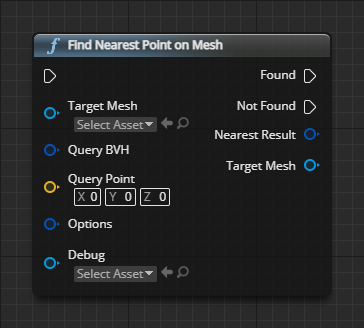 f Find Nearest Point on Mesh
Found
Target Mesh
Select Asset
Not Found
Query BVH
Nearest Result
Query Point
X 0 Y 0 Z 0
Target Mesh
Options
Debug
Select Asset